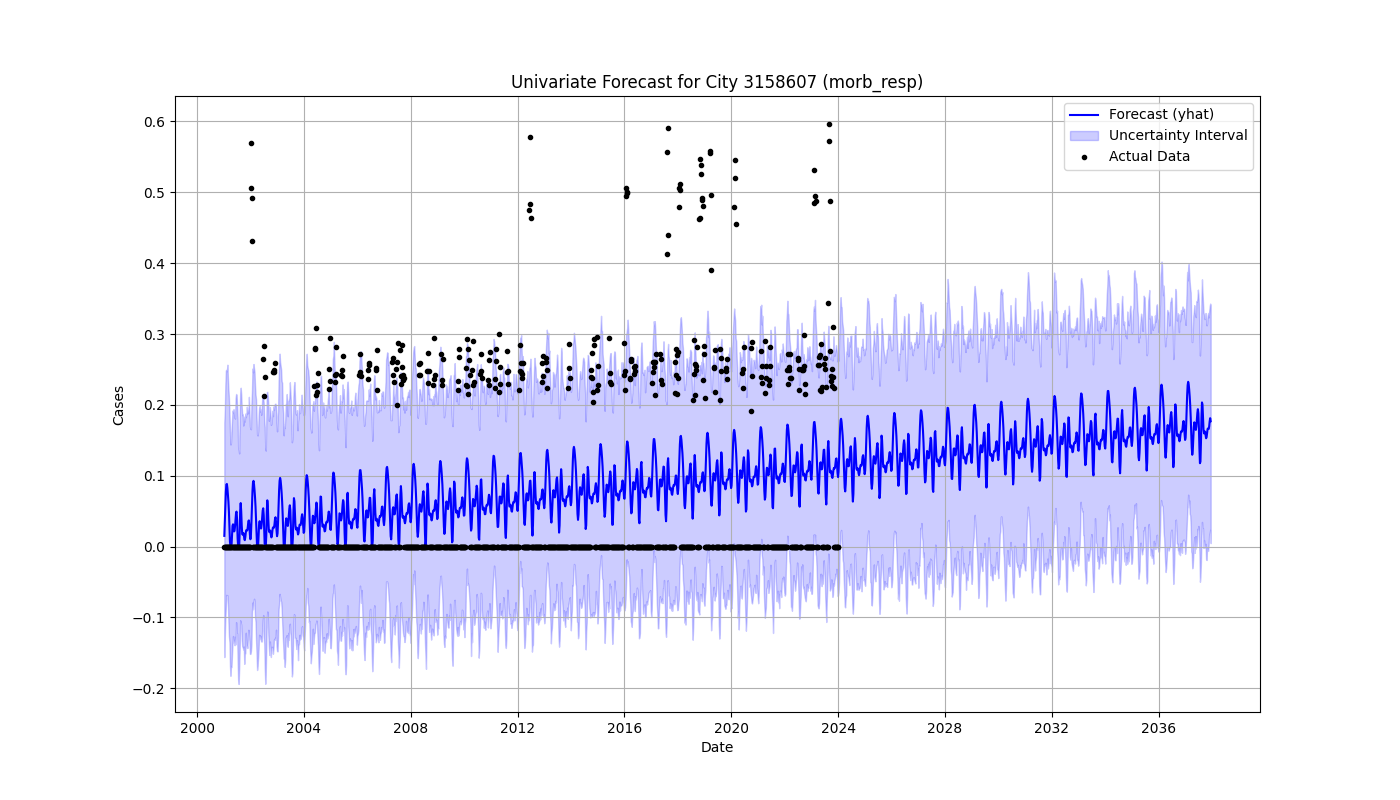 Univariate Forecast for City 3158607 (morb_resp)
Forecast (yhat)
Uncertainty Interval
Actual Data
Cases
0.6
0.5
0.4
0.3
0.2
0.1
0.0
−0.1
−0.2
2000 2004 2008 2012 2016 2020 2024 2028 2032 2036
Date